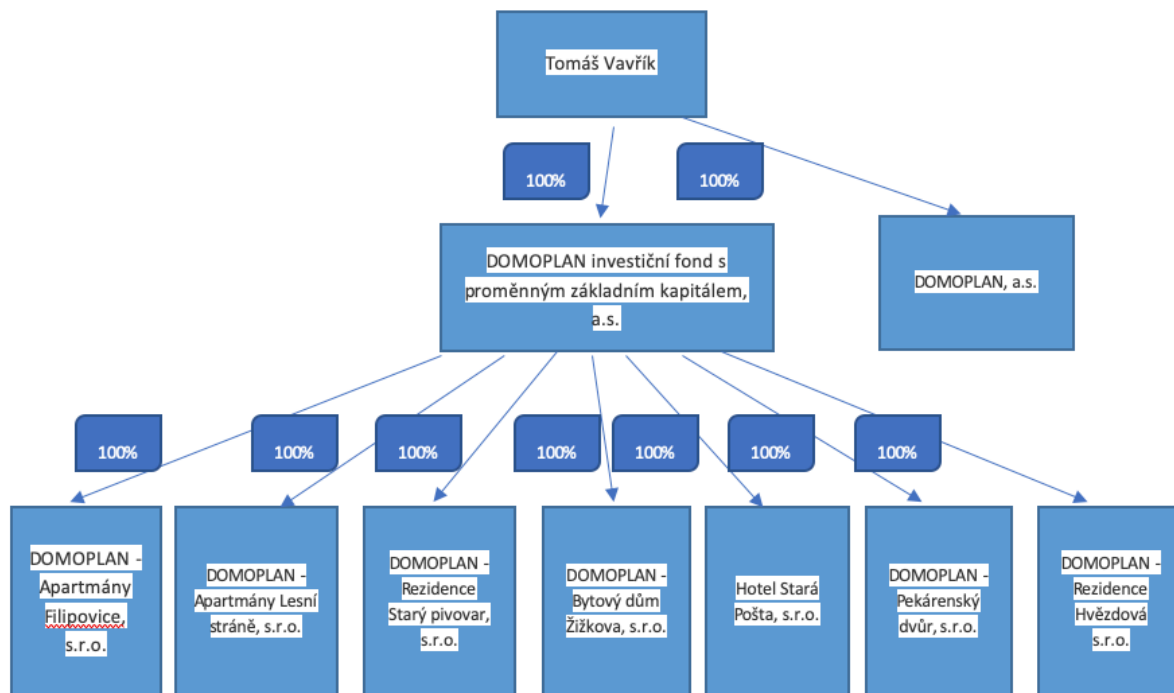 Tomáš Vavřík
100%
100%
DOMOPLAN investiční fond s
proměnným základním kapitálem,
a.s.
DOMOPLAN, a.s.
100%
100%
100%
100%
100%
100%
100%
DOMOPLAN -
Apartmány
Filipovice,
s.r.o.
DOMOPLAN -
Apartmány Lesní
stráně, s.r.o.
DOMOPLAN -
Rezidence
Starý pivovar,
s.r.o.
DOMOPLAN -
Bytový dům
Žižkova, s.r.o.
Hotel Stará
Pošta, s.r.o.
DOMOPLAN -
Pekárenský
dvůr, s.r.o.
DOMOPLAN -
Rezidence
Hvězdová
s.r.o.